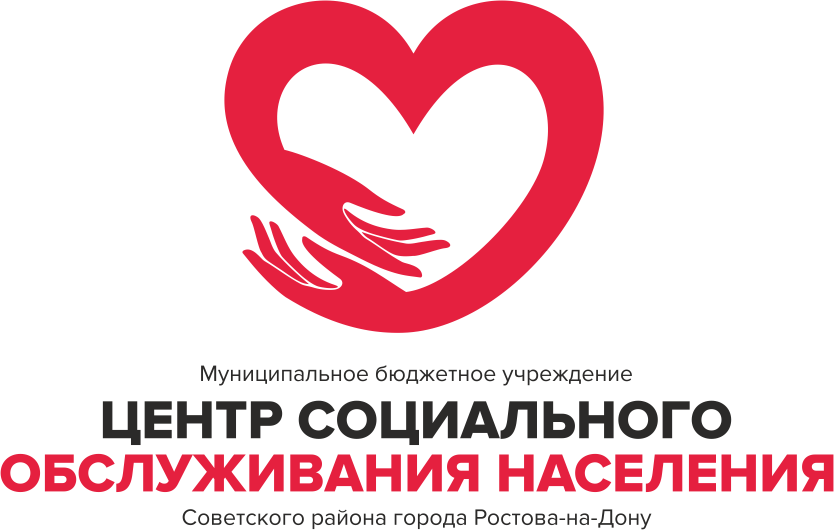 Муниципальное бюджетное учреждение
ЦЕНТР СОЦИАЛЬНОГО
ОБСЛУЖИВАНИЯ НАСЕЛЕНИЯ
Советского района города Ростова-на-Дону